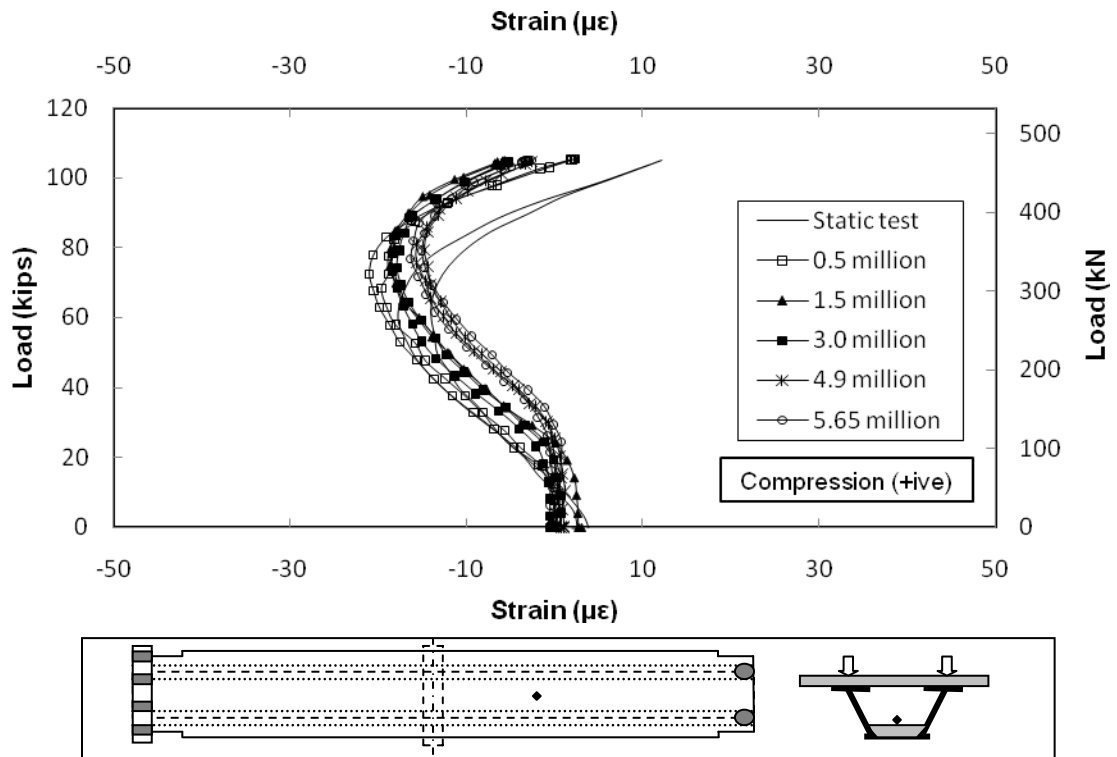 Strain (µε)
-50 -30 -10 10 30 50
120
100
80
60
40
20
0
Load (kips)
500
400
300
200
100
0
Load (kN)
Static test
0.5 million
1.5 million
3.0 million
4.9 million
5.65 million
Compression (+ive)
-50 -30 -10 10 30 50
Strain (µε)